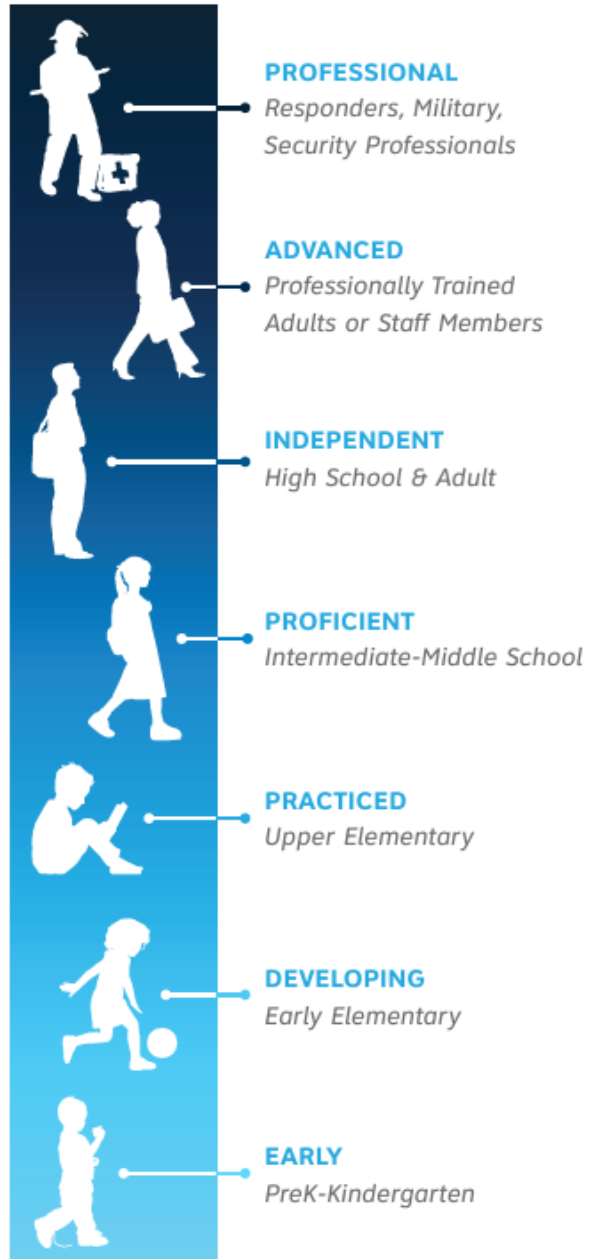 PROFESSIONAL
Responders, Military,
Security Professionals
ADVANCED
Professionally Trained
Adults or Staff Members
INDEPENDENT
High School & Adult
PROFICIENT
Intermediate-Middle School
PRACTICED
Upper Elementary
DEVELOPING
Early Elementary
EARLY
PreK-Kindergarten